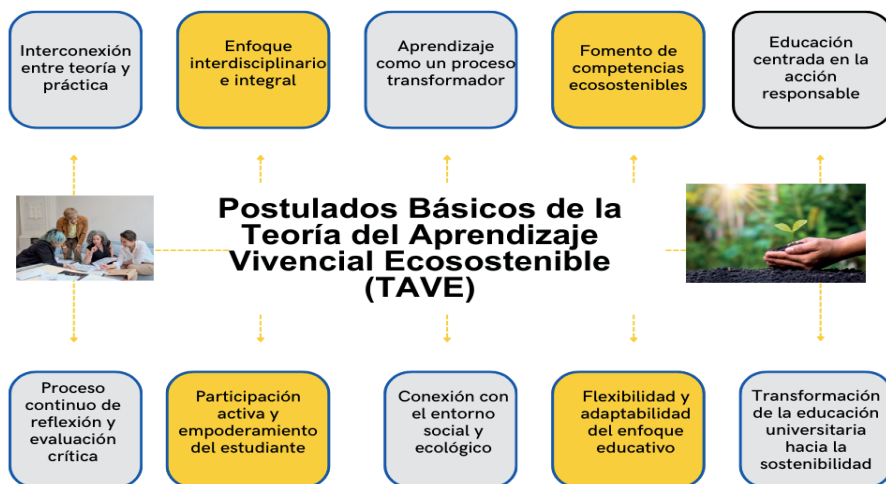 Interconexión
entre teoría y
práctica
Enfoque
interdisciplinario
e integral
Aprendizaje
como un proceso
transformador
Fomento de
competencias
ecosostenibles
Educación
centrada en la
acción
responsable
Postulados Básicos de la
Teoría del Aprendizaje
Vivencial Ecosostenible
(TAVE)
Proceso
continuo de
reflexión y
evaluación
crítica
Participación
activa y
empoderamiento
del estudiante
Conexión con
el entorno
social y
ecológico
Flexibilidad y
adaptabilidad
del enfoque
educativo
Transformación
de la educación
universitaria
hacia la
sostenibilidad